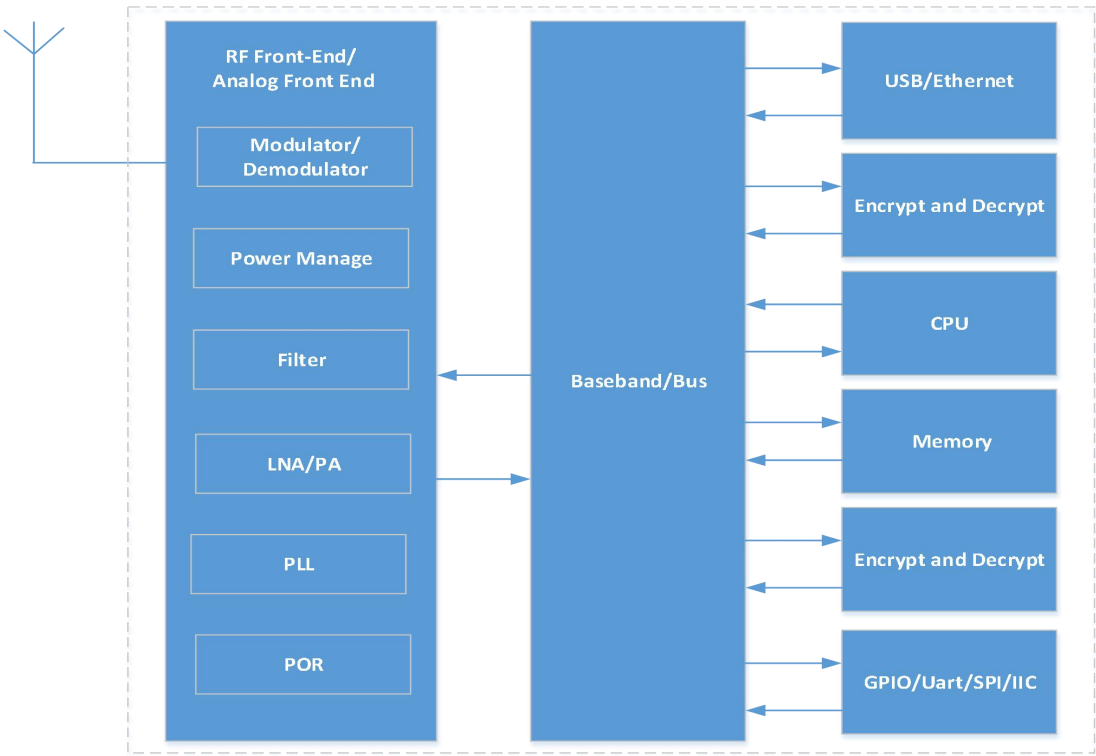 RF Front-End/
Analog Front End
Modulator/
Demodulator
Power Manage
Filter
LNA/PA
PLL
POR
Baseband/Bus
USB/Ethernet
Encrypt and Decrypt
CPU
Memory
Encrypt and Decrypt
GPIO/Uart/SPI/IIC